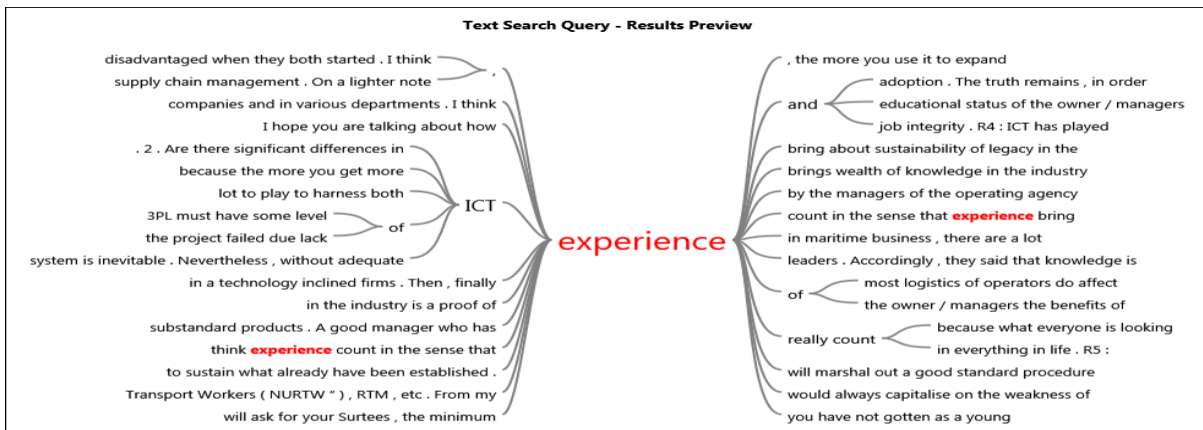 Text Search Query - Results Preview
disadvantaged when they both started . I think
supply chain management . On a lighter note
,
companies and in various departments . I think
I hope you are talking about how
. 2 . Are there significant differences in
because the more you get more
lot to play to harness both
3PL must have some level
the project failed due lack
of
system is inevitable . Nevertheless , without adequate
ICT
in a technology inclined firms . Then , finally
in the industry is a proof of
substandard products . A good manager who has
think experience count in the sense that
to sustain what already have been established .
Transport Workers ( NURTW “ ) , RTM , etc . From my
will ask for your Surtees , the minimum
experience
, the more you use it to expand
and
adoption . The truth remains , in order
educational status of the owner / managers
job integrity . R4 : ICT has played
bring about sustainability of legacy in the
brings wealth of knowledge in the industry
by the managers of the operating agency
count in the sense that experience bring
in maritime business , there are a lot
leaders . Accordingly , they said that knowledge is
of
most logistics of operators do affect
the owner / managers the benefits of
really count
because what everyone is looking
in everything in life . R5 :
will marshal out a good standard procedure
would always capitalise on the weakness of
you have not gotten as a young